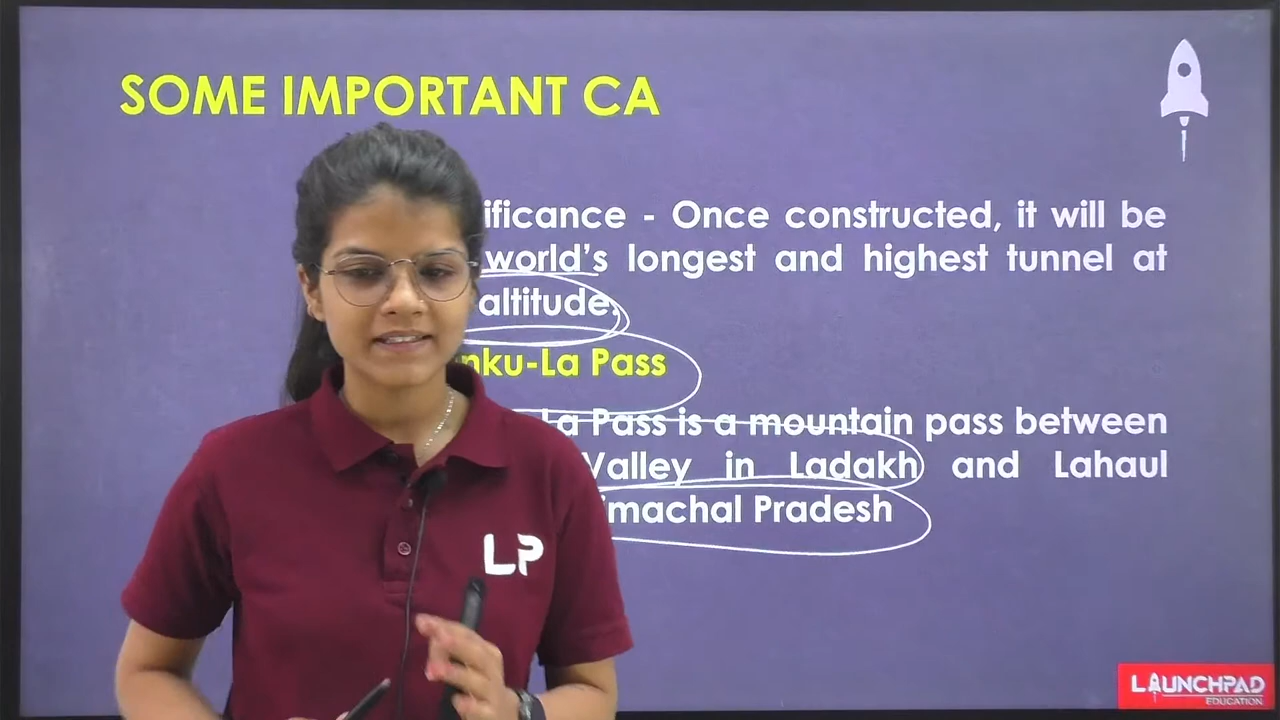 SOME IMPORTANT CA
ificance - Once constructed, it will be
world's longest and highest tunnel at
altitude.
nku-La Pass
La Pass is a mountain pass between
Valley in Ladakh and Lahaul
imachal Pradesh
LP
LAUNCHPAD
EDUCATION